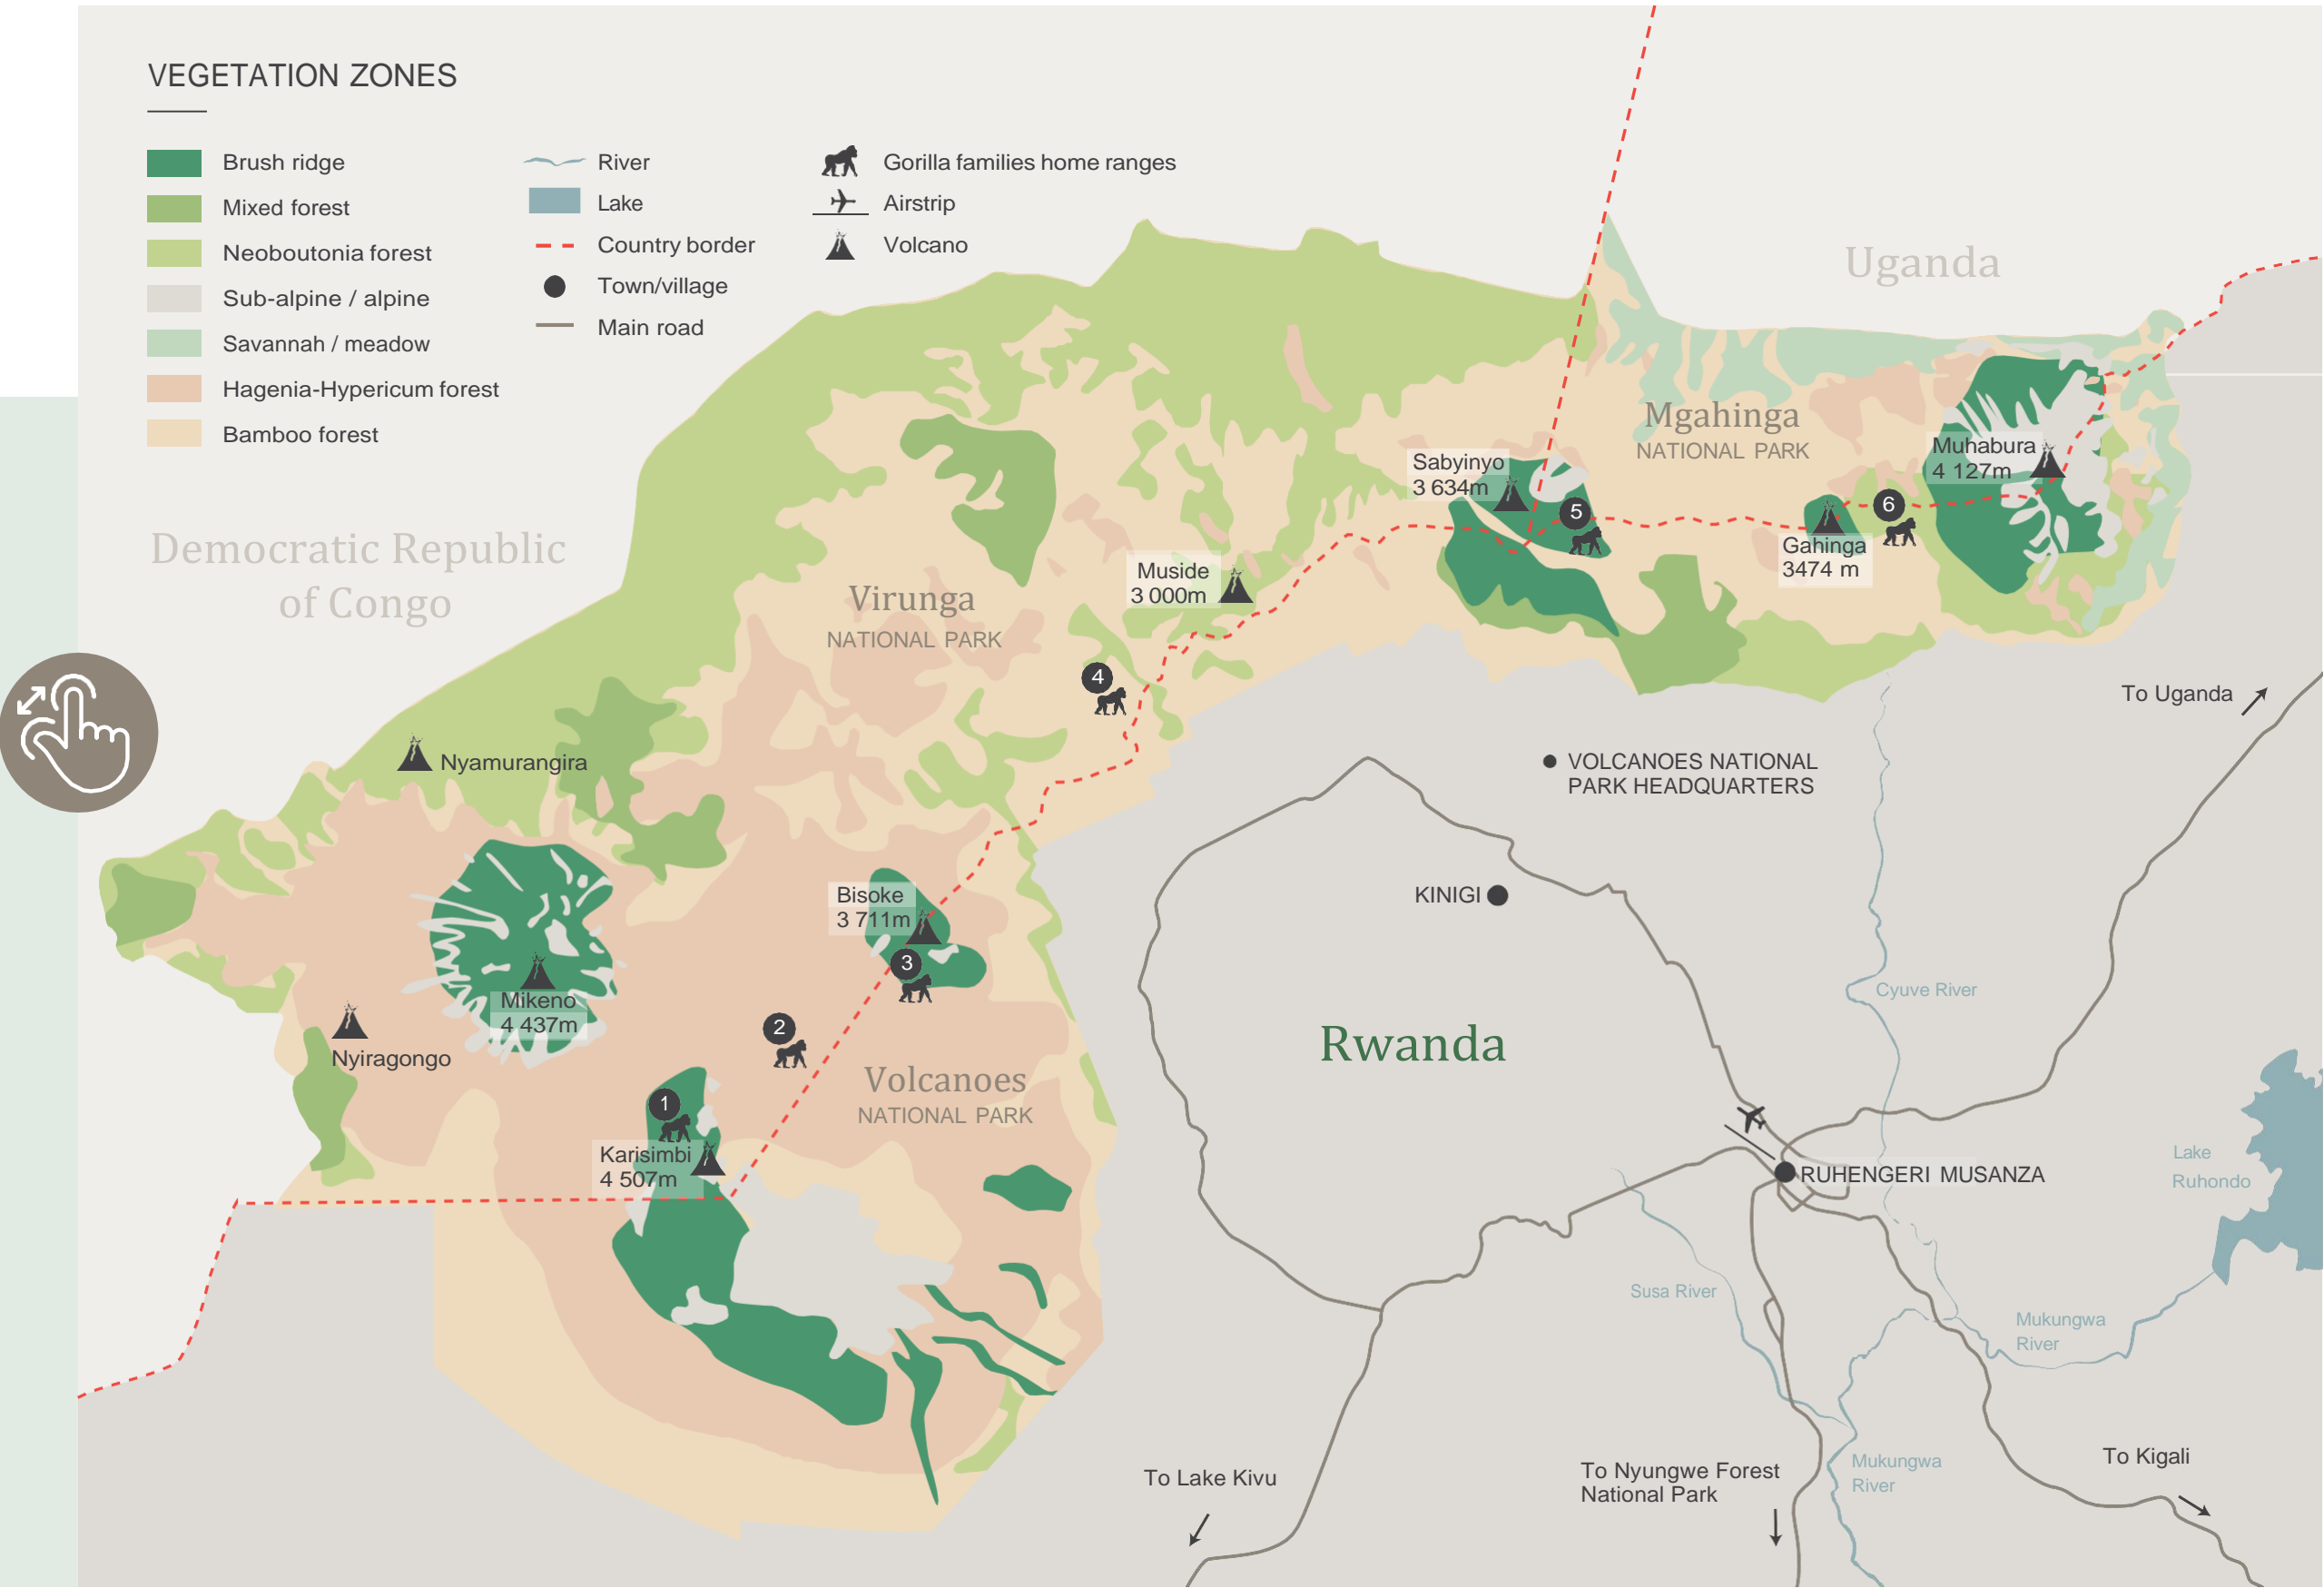 VEGETATION ZONES
Brush ridge
Mixed forest
Neoboutonia forest
Sub-alpine / alpine
Savannah / meadow
Hagenia-Hypericum forest
Bamboo forest
River
Lake
Country border
Town/village
Main road
Gorilla families home ranges
Airstrip
Volcano
Uganda
Mgahinga
NATIONAL PARK
Muhabura
4 127m
Sabyinyo
3 634m
5
6
Gahinga
3474 m
Democratic Republic
of Congo
Virunga
NATIONAL PARK
Muside
3 000m
4
To Uganda
Nyamurangira
VOLCANOES NATIONAL
PARK HEADQUARTERS
KINIGI
Bisoke
3 711m
3
Mikeno
4 437m
Nyiragongo
2
Cyuve River
Rwanda
Volcanoes
NATIONAL PARK
1
Karisimbi
4 507m
RUHENGERI MUSANZA
Lake
Ruhondo
Susa River
Mukungwa
River
To Lake Kivu
To Nyungwe Forest
National Park
Mukungwa
River
To Kigali